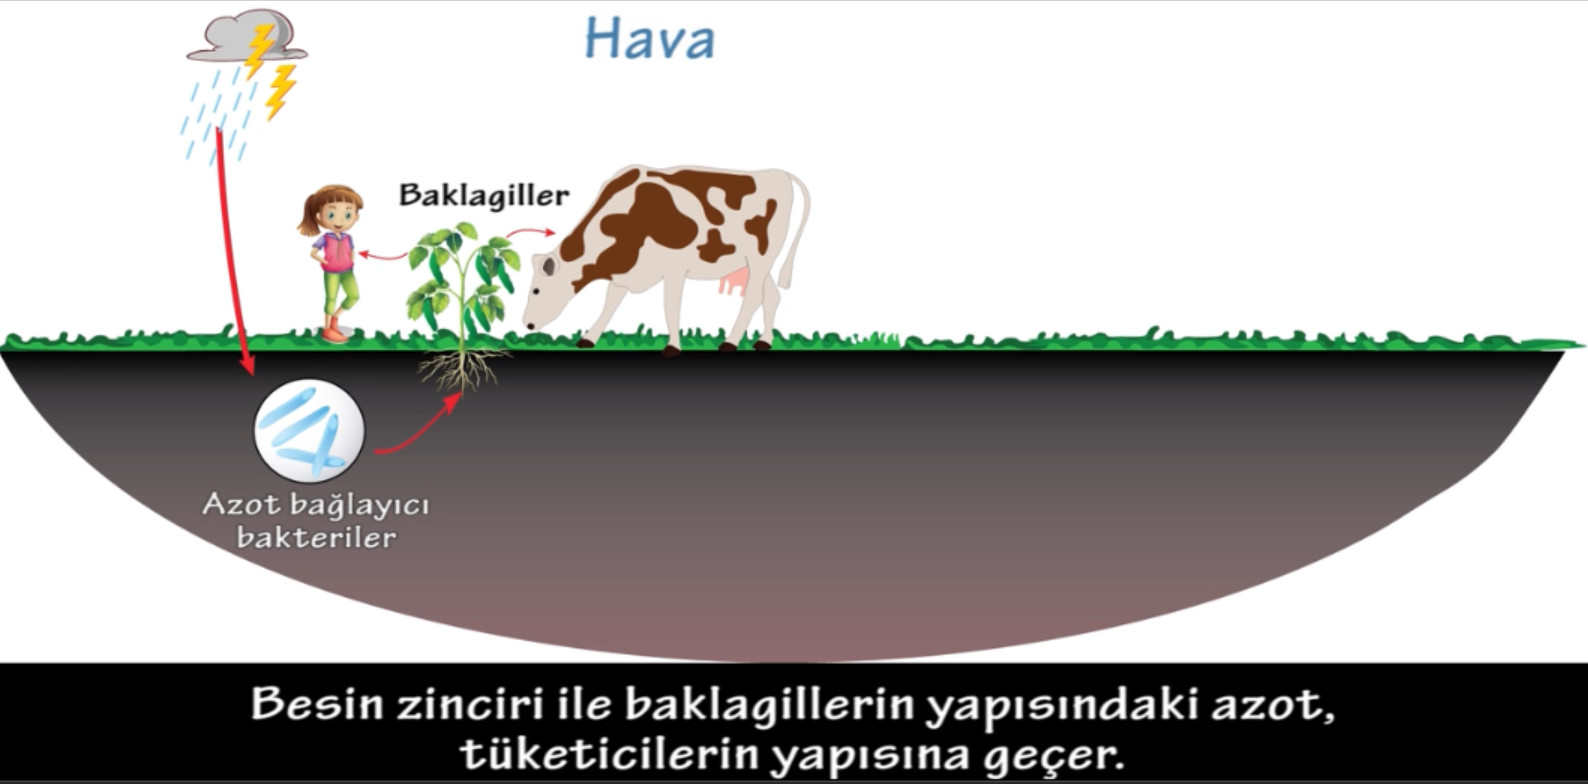 Hava
Baklagiller
Azot bağlayıcı
bakteriler
Besin zinciri ile baklagillerin yapısındaki azot,
tüketicilerin yapısına geçer.